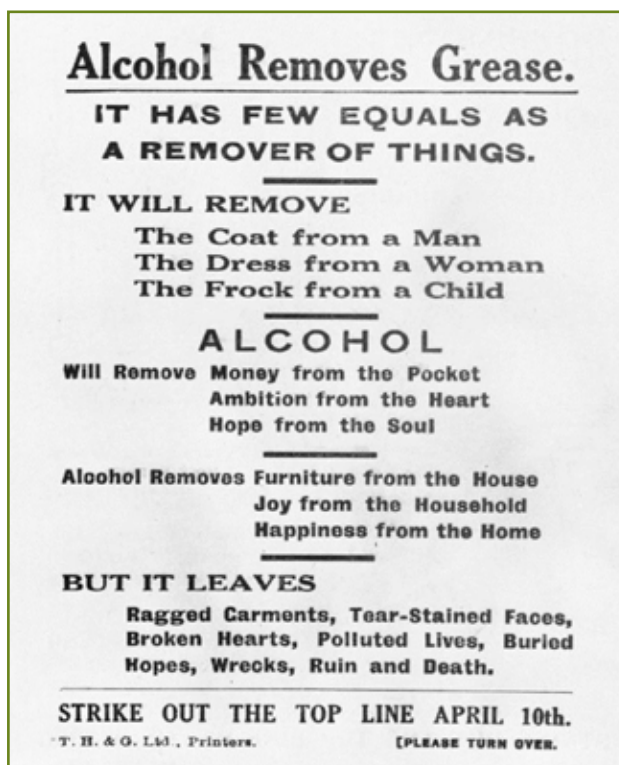 Alcohol Removes Grease.
IT HAS FEW EQUALS AS
A REMOVER OF THINGS.
IT WILL REMOVE
The Coat from a Man
The Dress from a Woman
The Frock from a Child
ALCOHOL
Will Remove Money from the Pocket
Ambition from the Heart
Hope from the Soul
Alcohol Removes Furniture from the House
Joy from the Household
Happiness from the Home
BUT IT LEAVES
Ragged Garments, Tear-Stained Faces,
Broken Hearts, Polluted Lives, Buried
Hopes, Wrecks, Ruin and Death.
STRIKE OUT THE TOP LINE APRIL 10th.
T. H. & G. Ltd., Printers. [PLEASE TURN OVER.